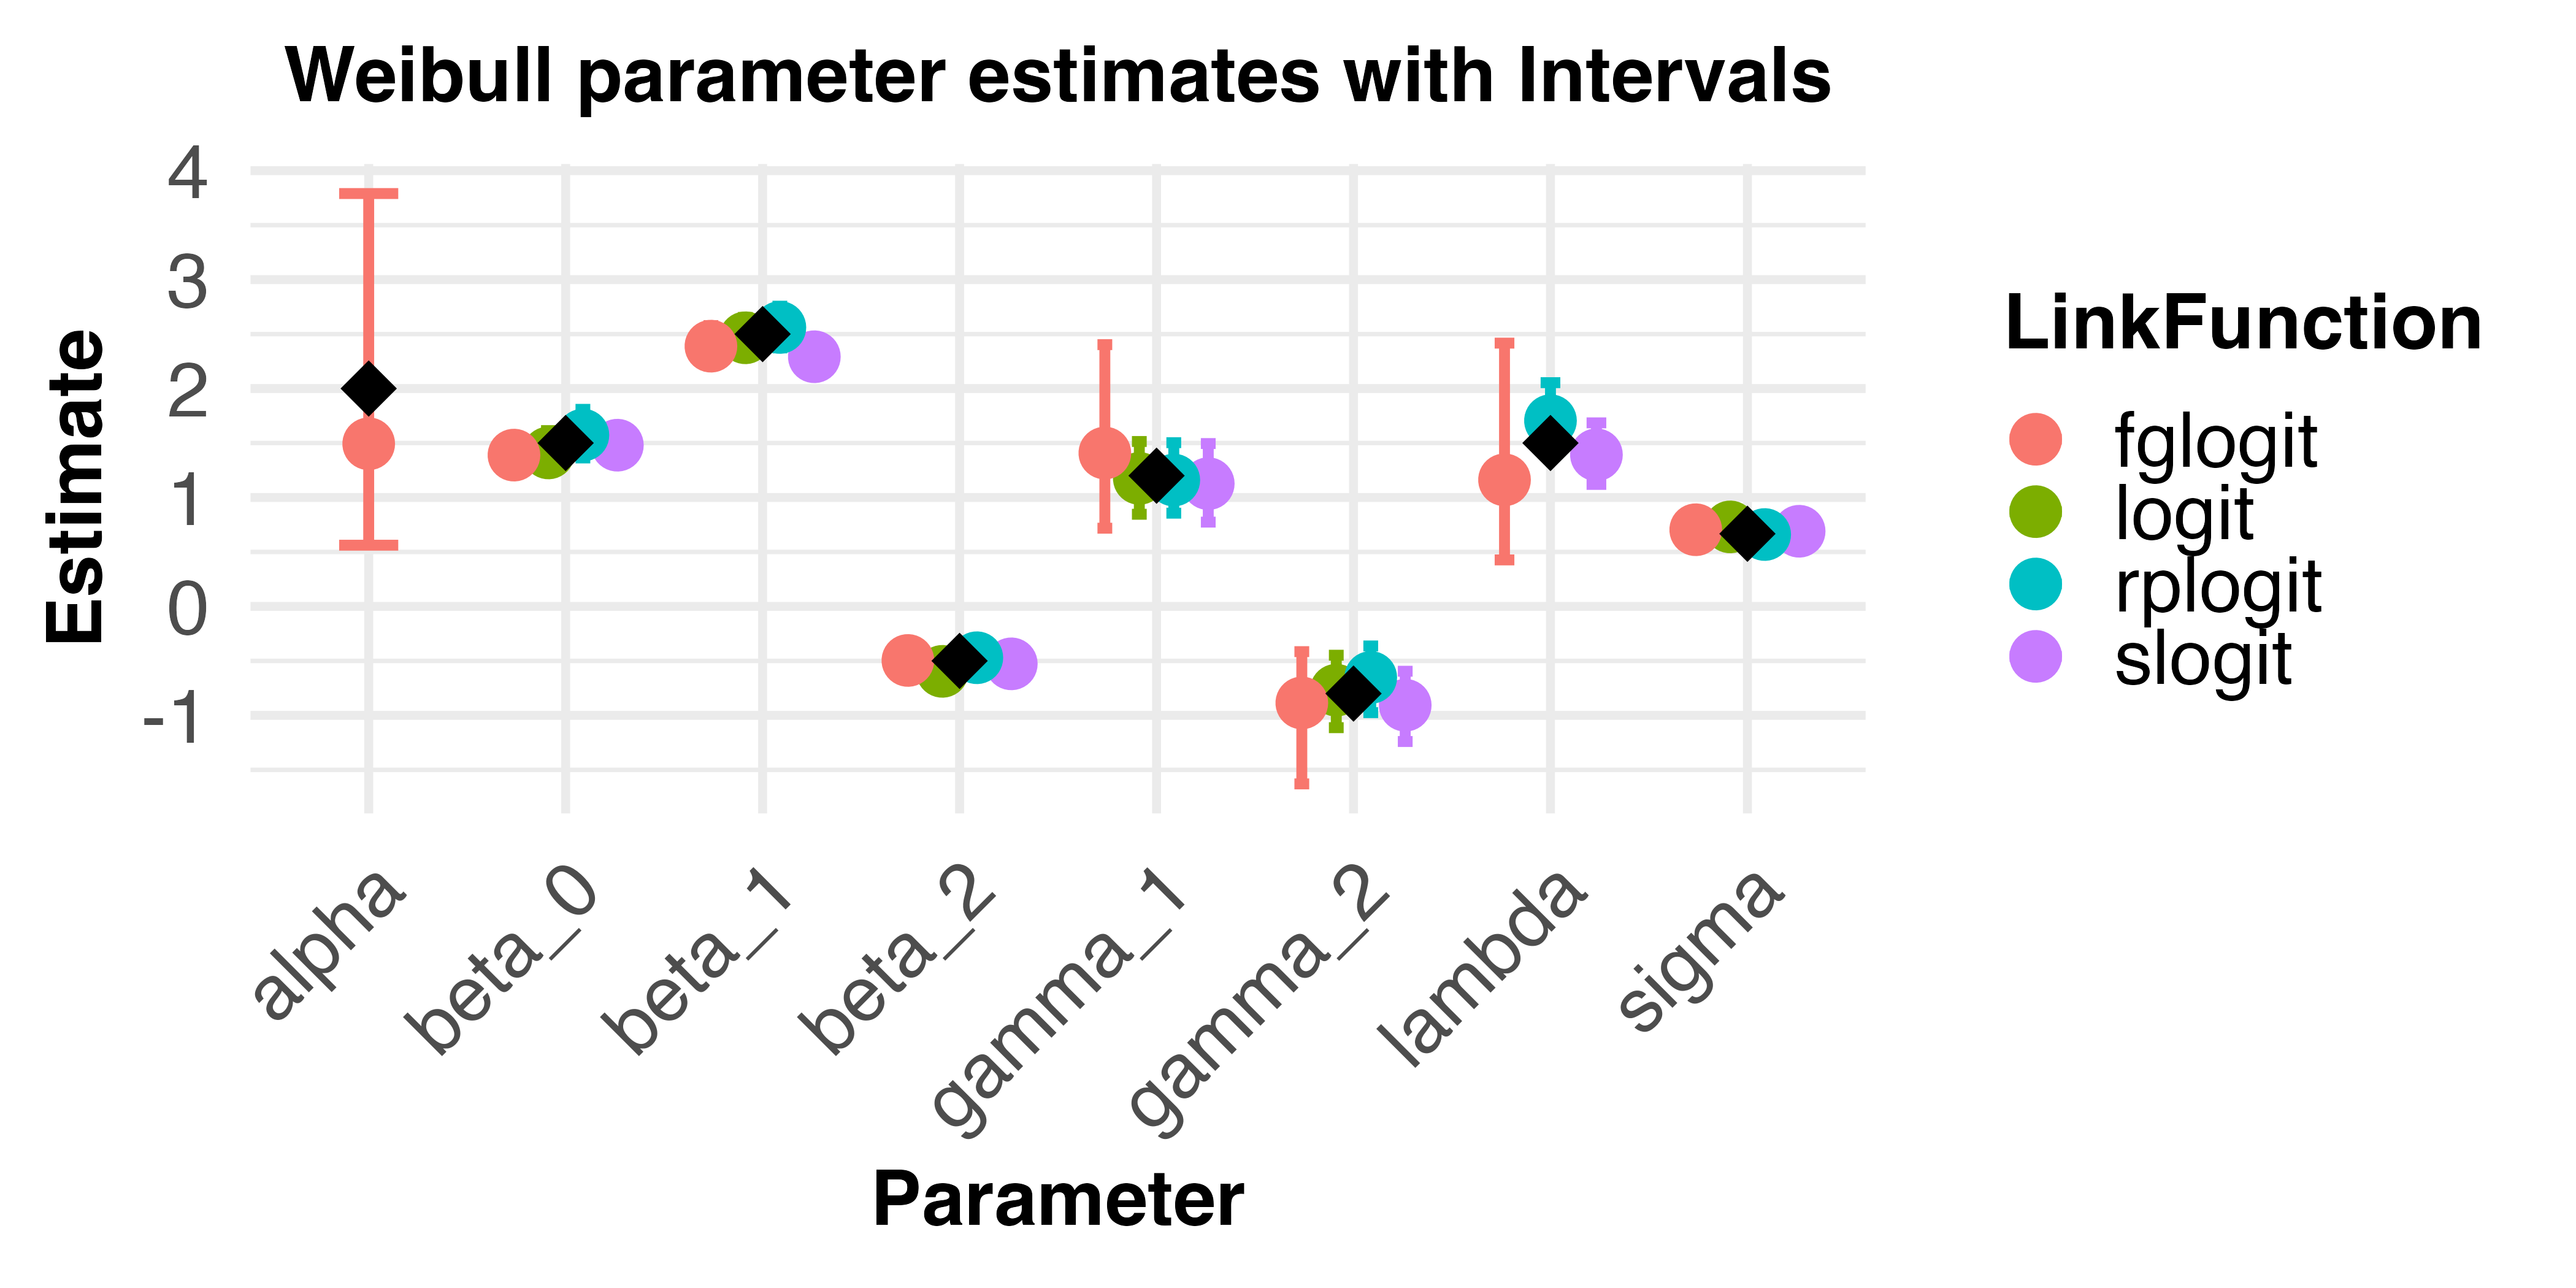 Weibull parameter estimates with Intervals
4
3
2
1
0
-1
Estimate
alpha
beta_0
beta_1
beta_2
gamma_1
gamma_2
lambda
sigma
Parameter
LinkFunction
fglogit
logit
rplogit
slogit